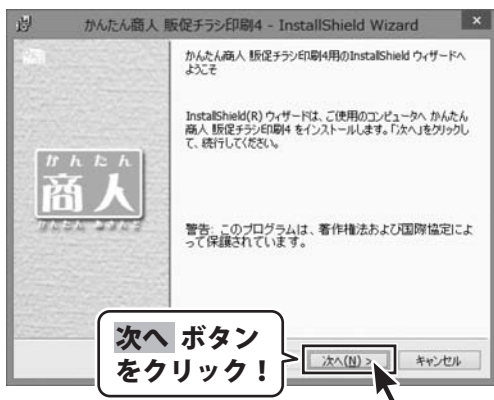 かんたん商人 販促チラシ印刷4 - InstallShield Wizard
かんたん商人 販促チラシ印刷4用のInstallShield ウィザードへ
ようこそ
InstallShield(R) ウィザードは、ご使用のコンピュータへ かんたん
商人 販促チラシ印刷4 をインストールします。「次へ」をクリックし
て、続行してください。
かんたん
商人
警告: このプログラムは、著作権法および国際協定によ
って保護されています。
次へ ボタン
をクリック!
次へ(N) >
キャンセル